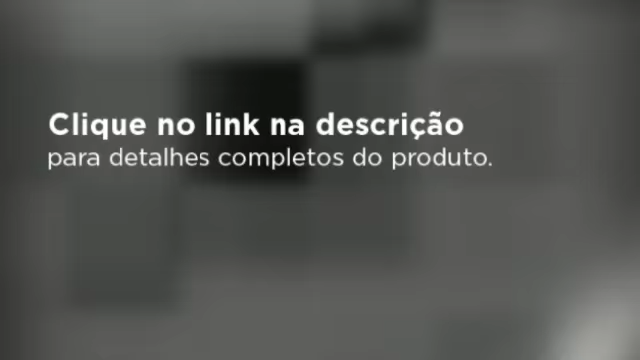 Clique no link na descrição
para detalhes completos do produto.